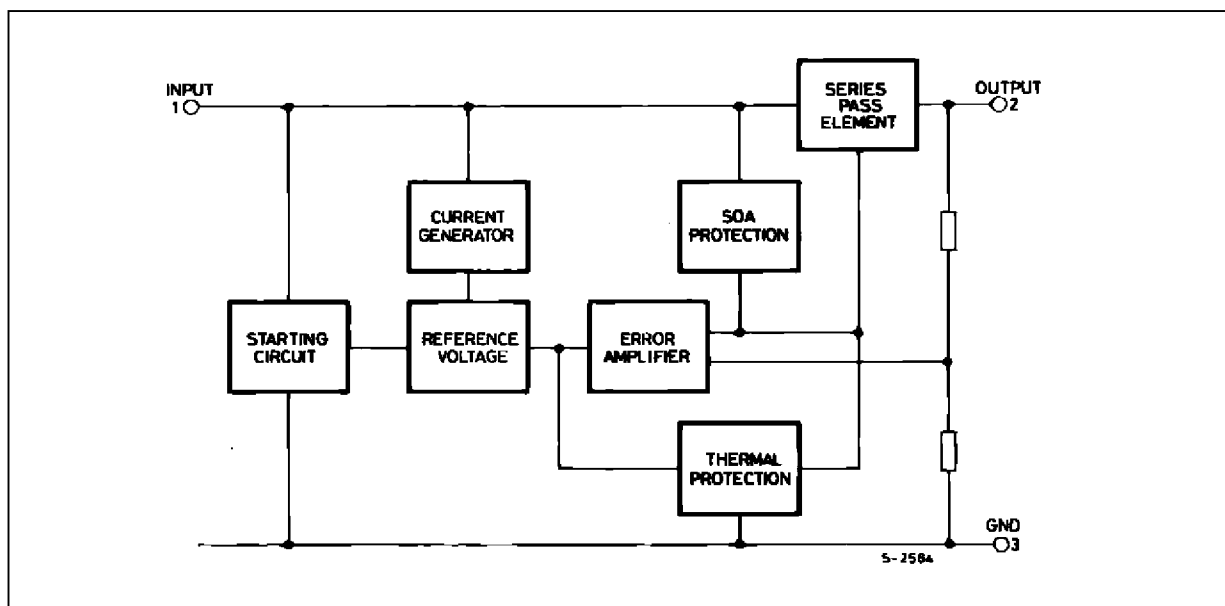 INPUT
1
SERIES
PASS
ELEMENT
OUTPUT
2
CURRENT
GENERATOR
SOA
PROTECTION
STARTING
CIRCUIT
REFERENCE
VOLTAGE
ERROR
AMPLIFIER
THERMAL
PROTECTION
GND
3
S-2584